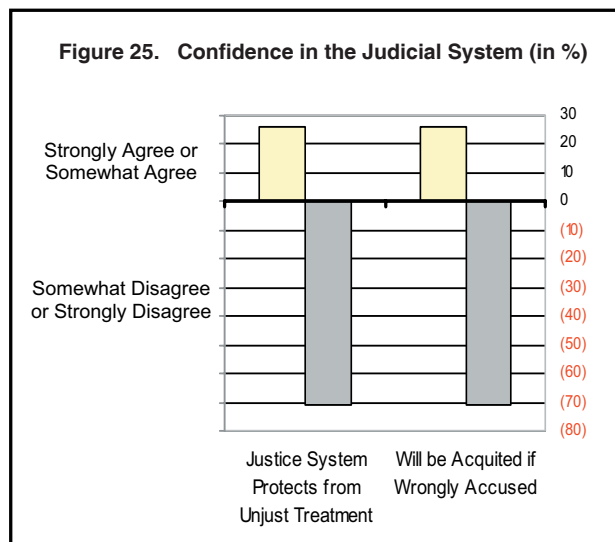 Figure 25. Confidence in the Judicial System (in %)
Strongly Agree or
Somewhat Agree
Somewhat Disagree
or Strongly Disagree
30
20
10
0
(10)
(20)
(30)
(40)
(50)
(60)
(70)
(80)
Justice System
Protects from
Unjust Treatment
Will be Acquited if
Wrongly Accused